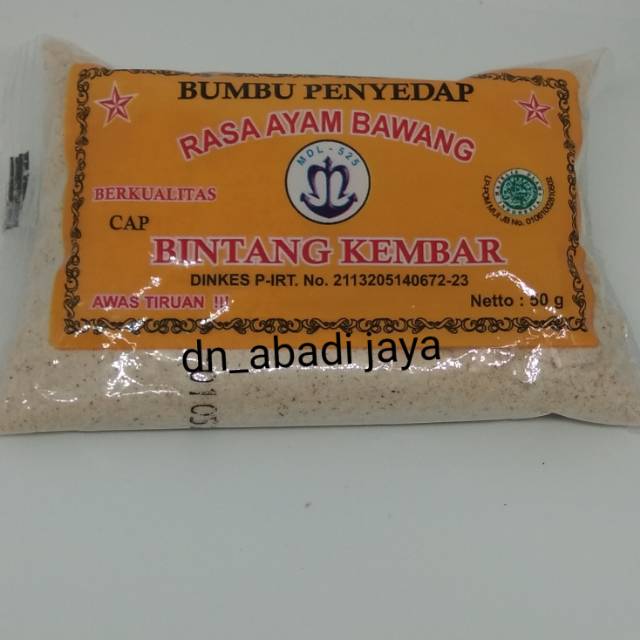 BUMBU PENYEDAP
RASA AYAM BAWANG
MDL - 525
BERKUALITAS
CAP
BINTANG KEMBAR
DINKES P-IRT. No. 2113205140672-23
AWAS TIRUAN !!!
Netto : 50 g
dn_abadi jaya